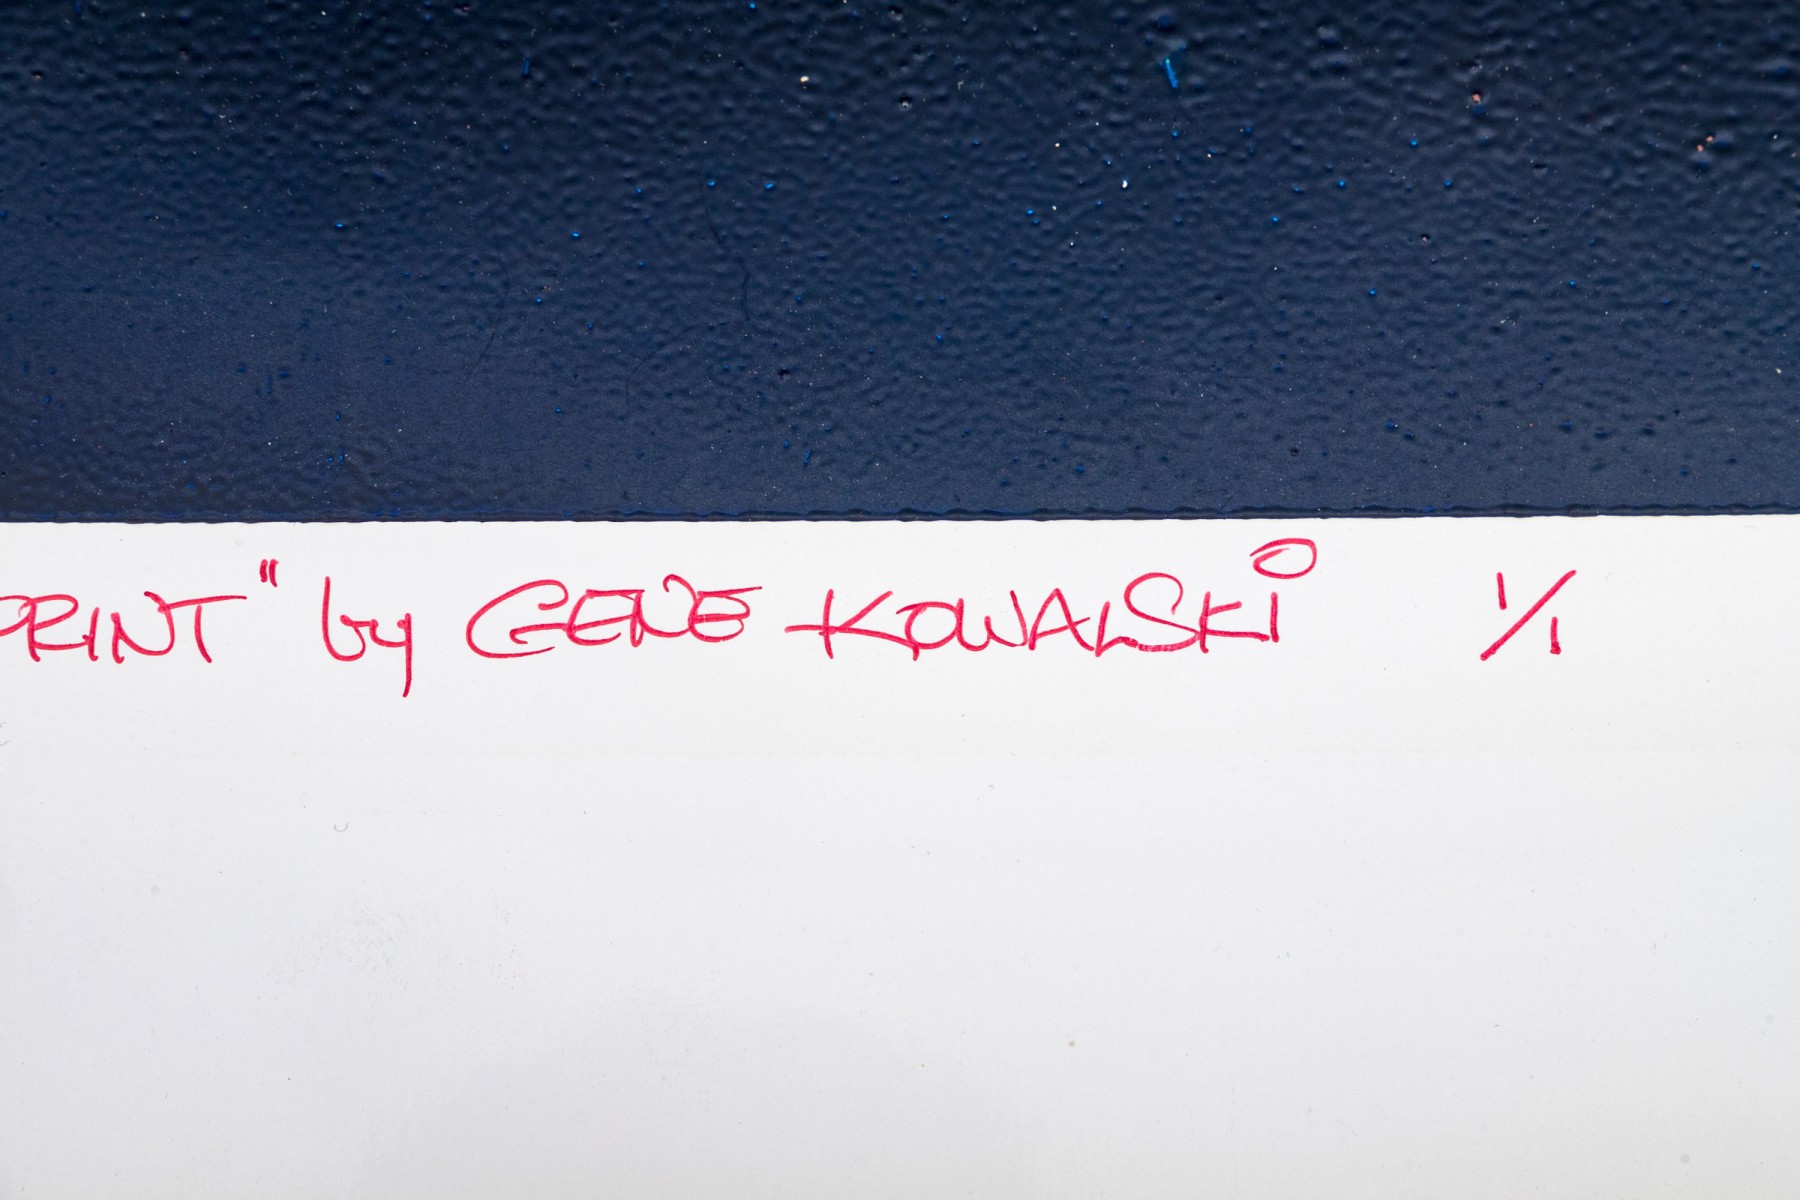 PRINT" by GENE KOWALSKI 1/1